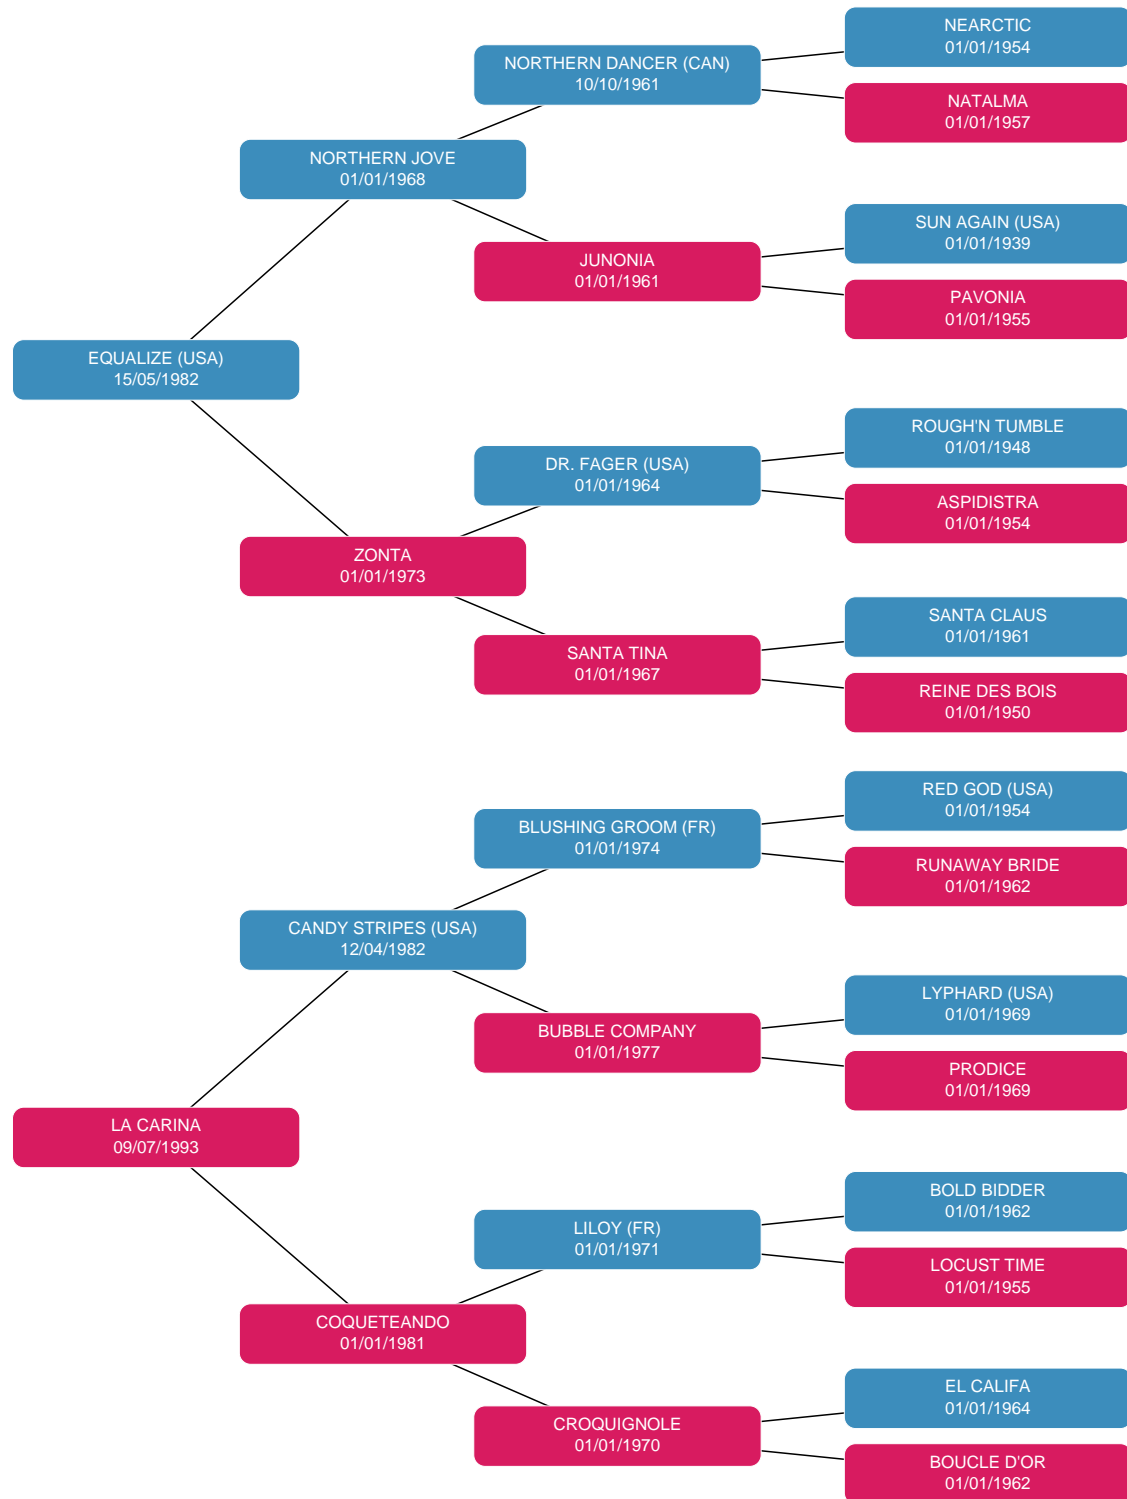 NEARCTIC
01/01/1954
NORTHERN DANCER (CAN)
10/10/1961
NATALMA
01/01/1957
NORTHERN JOVE
01/01/1968
SUN AGAIN (USA)
01/01/1939
JUNONIA
01/01/1961
PAVONIA
01/01/1955
EQUALIZE (USA)
15/05/1982
ROUGH'N TUMBLE
01/01/1948
DR. FAGER (USA)
01/01/1964
ASPIDISTRA
01/01/1954
ZONTA
01/01/1973
SANTA CLAUS
01/01/1961
SANTA TINA
01/01/1967
REINE DES BOIS
01/01/1950
RED GOD (USA)
01/01/1954
BLUSHING GROOM (FR)
01/01/1974
RUNAWAY BRIDE
01/01/1962
CANDY STRIPES (USA)
12/04/1982
LYPHARD (USA)
01/01/1969
BUBBLE COMPANY
01/01/1977
PRODICE
01/01/1969
LA CARINA
09/07/1993
BOLD BIDDER
01/01/1962
LILOY (FR)
01/01/1971
LOCUST TIME
01/01/1955
COQUETEANDO
01/01/1981
EL CALIFA
01/01/1964
CROQUIGNOLE
01/01/1970
BOUCLE D'OR
01/01/1962